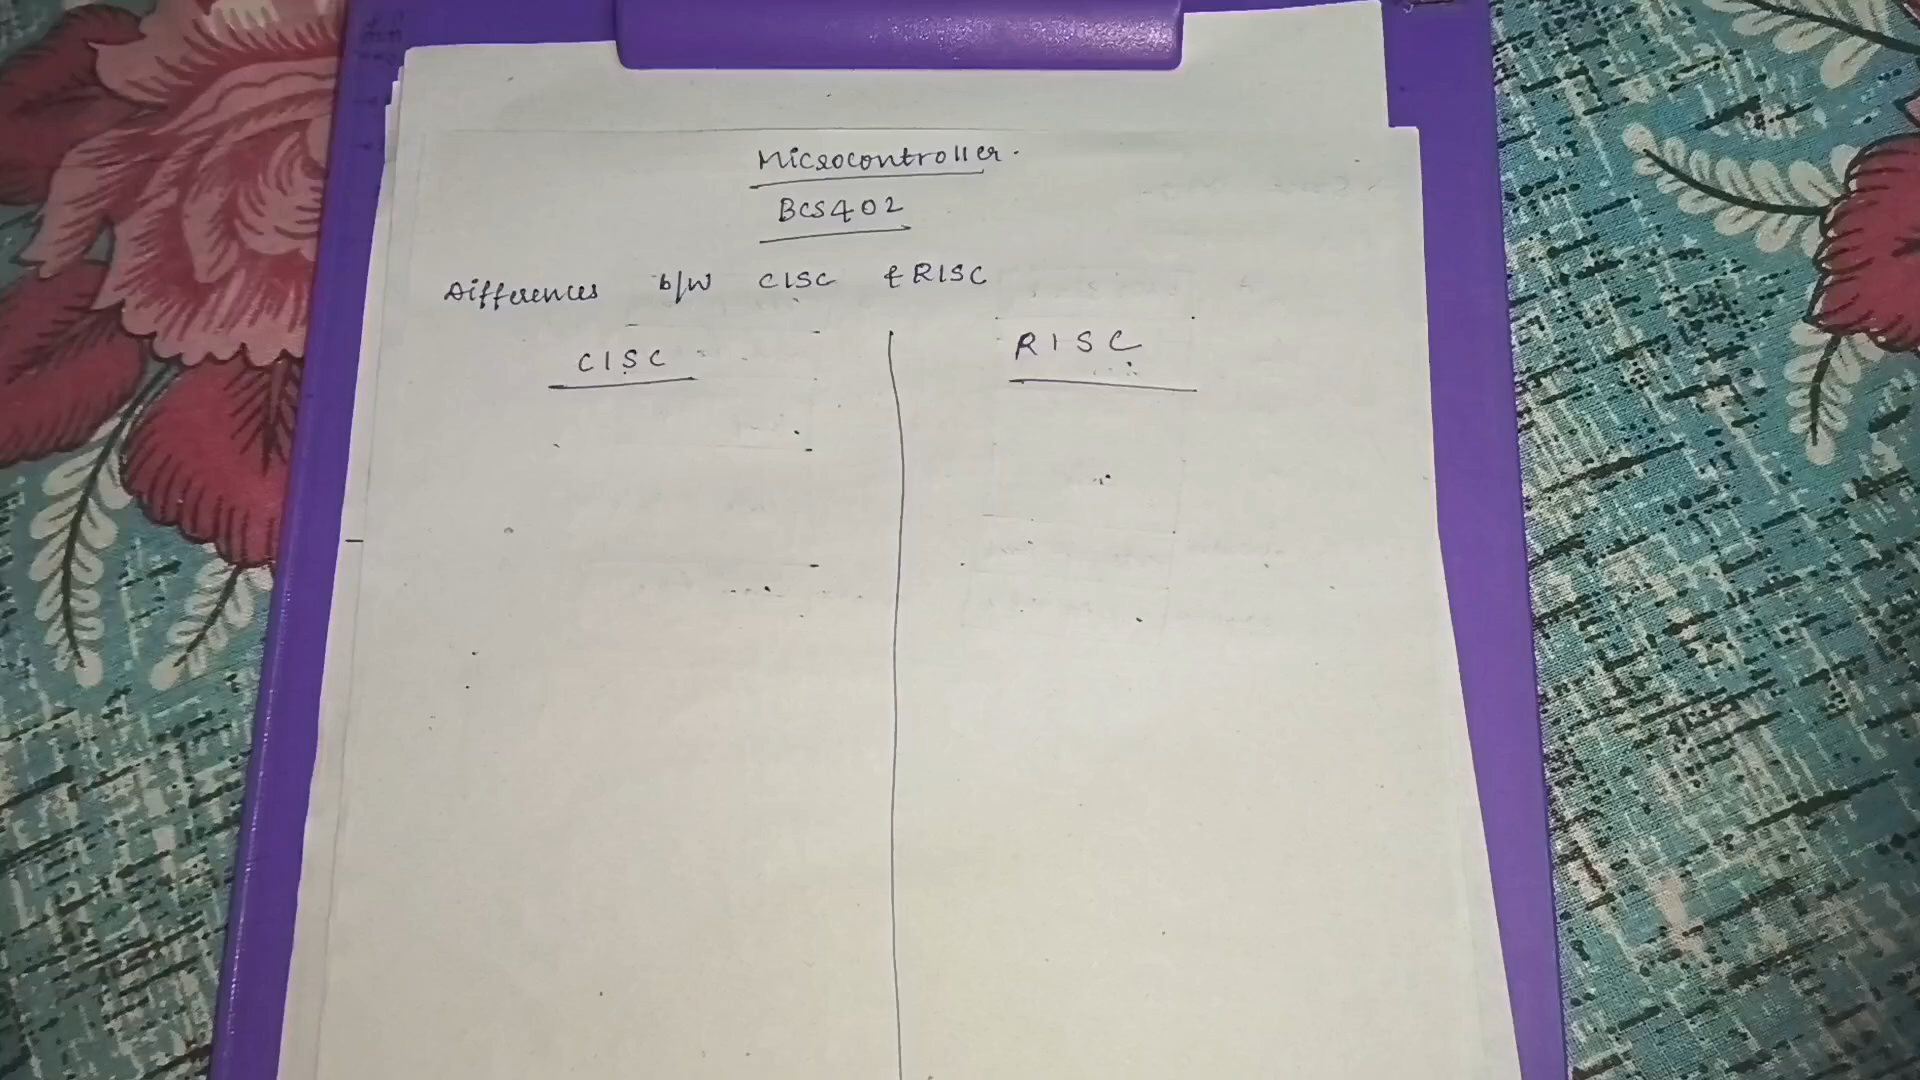 Microcontroller.
BCS402
Differences b/w CISC & RISC
CISC
RISC